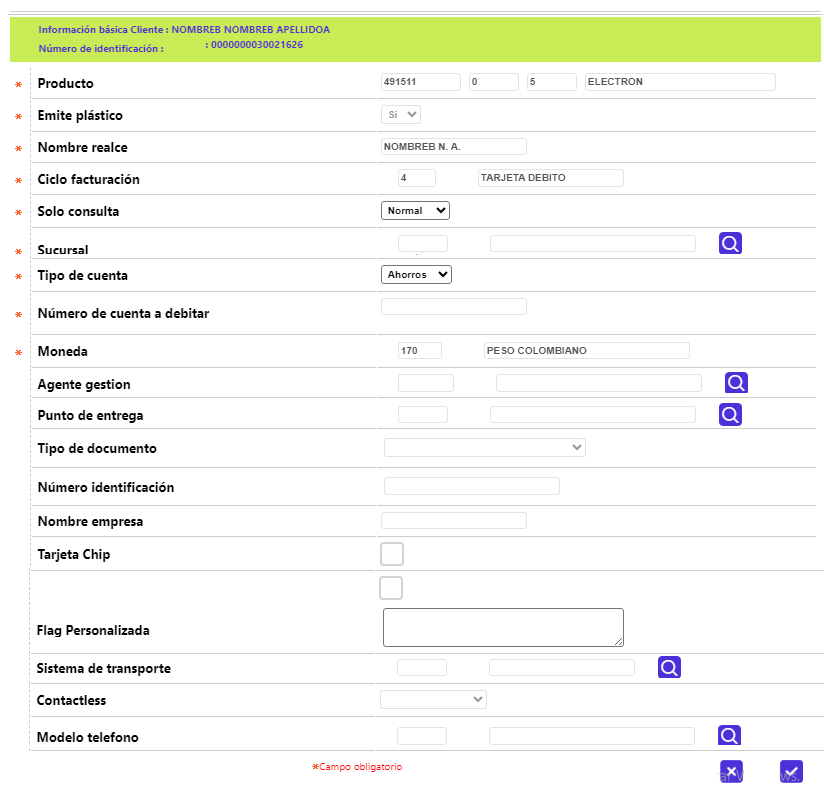 Información básica Cliente : NOMBREB NOMBREB APELLIDOA
Número de identificación : : 0000000030021626
* Producto 491511 0 5 ELECTRON
* Emite plástico Si
* Nombre realce NOMBREB N. A.
* Ciclo facturación 4 TARJETA DEBITO
* Solo consulta Normal
* Sucursal
* Tipo de cuenta Ahorros
* Número de cuenta a debitar
* Moneda 170 PESO COLOMBIANO
Agente gestion
Punto de entrega
Tipo de documento
Número identificación
Nombre empresa
Tarjeta Chip
Flag Personalizada
Sistema de transporte
Contactless
Modelo telefono
*Campo obligatorio